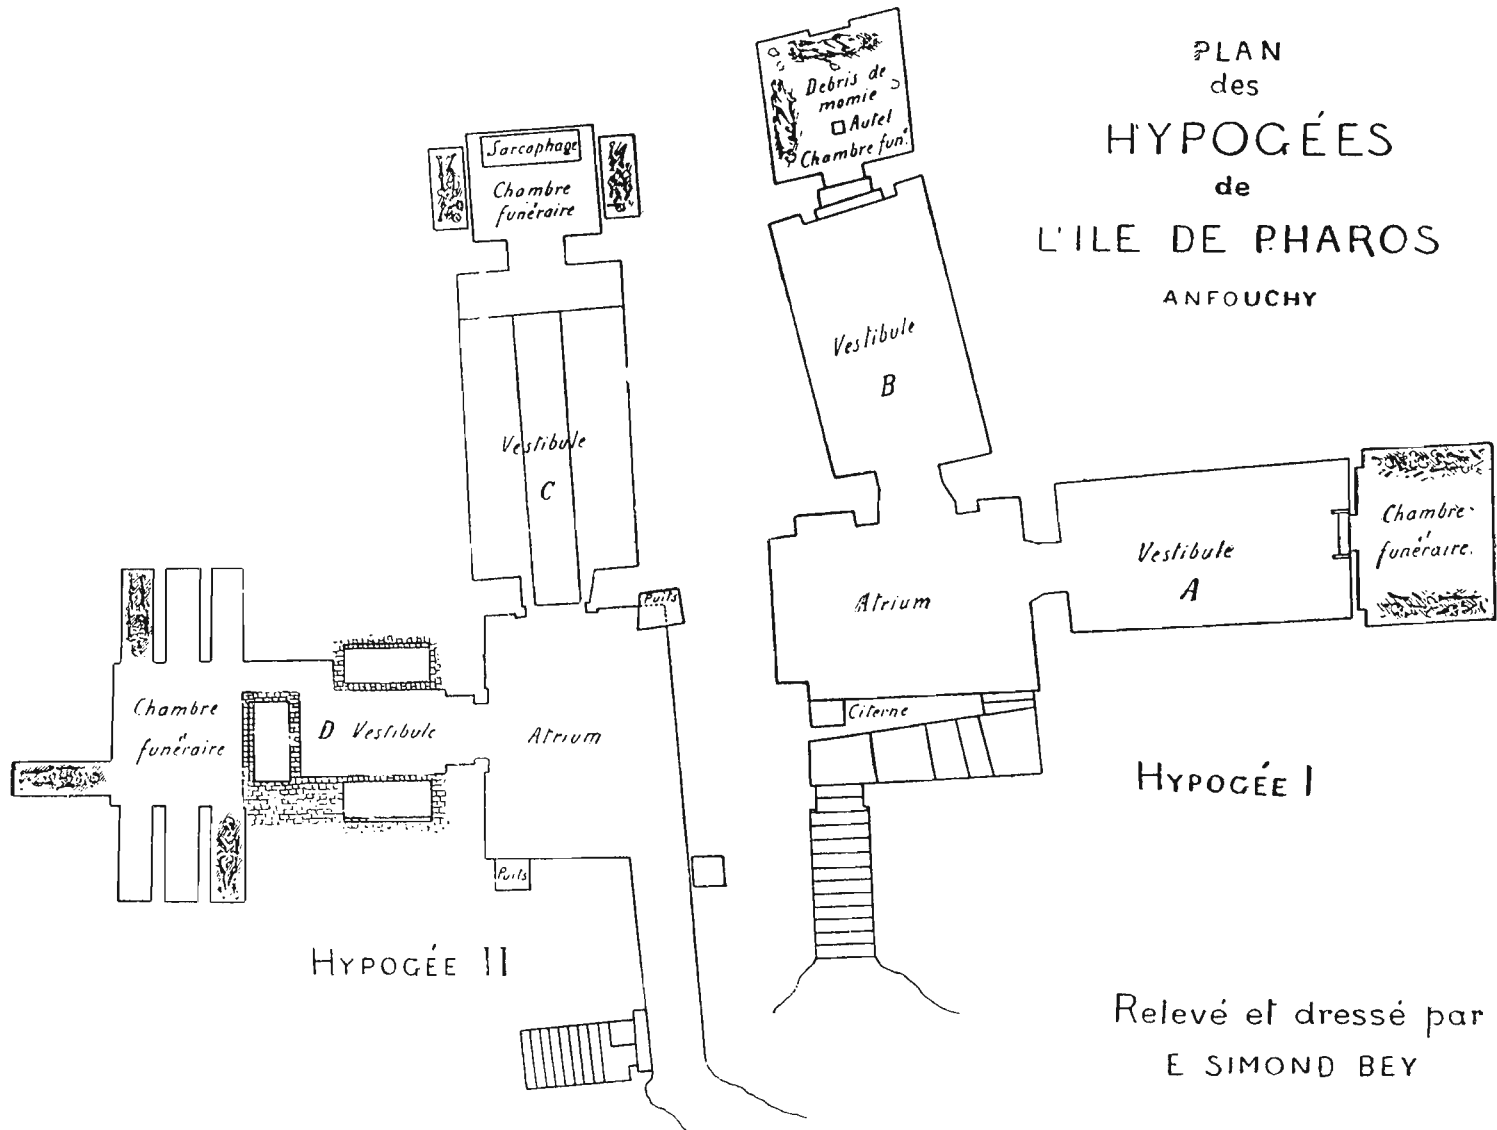 PLAN
des
HYPOGÉES
de
L'ILE DE PHAROS
ANFOUCHY
Debris de
momie
Autel
Chambre fun.
Sarcophage
Chambre
funéraire
Vestibule
B
Vestibule
C
Chambre
funéraire.
Vestibule
A
Atrium
Puits
Citerne
Chambre
funéraire
D Vestibule
Atrium
HYPOGÉE I
Puits
HYPOGÉE II
Relevé et dressé par
E SIMOND BEY